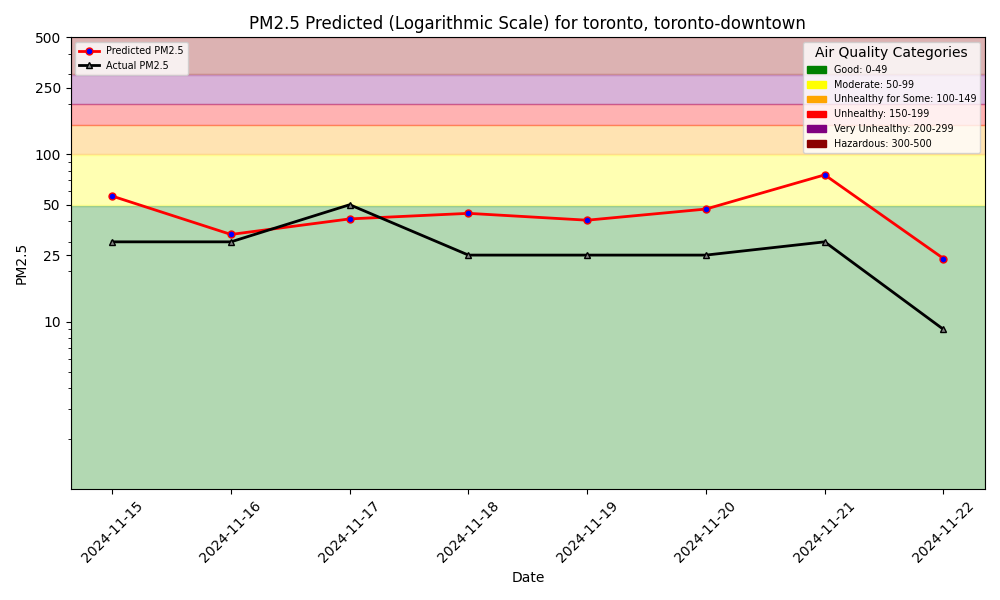 PM2.5 Predicted (Logarithmic Scale) for toronto, toronto-downtown
Predicted PM2.5
Actual PM2.5
Air Quality Categories
Good: 0-49
Moderate: 50-99
Unhealthy for Some: 100-149
Unhealthy: 150-199
Very Unhealthy: 200-299
Hazardous: 300-500
PM2.5
500
250
100
50
25
10
2024-11-15
2024-11-16
2024-11-17
2024-11-18
2024-11-19
2024-11-20
2024-11-21
2024-11-22
Date